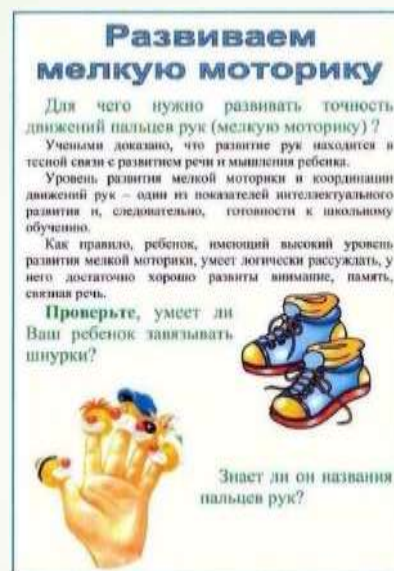 Развиваем
мелкую моторику
Для чего нужно развивать точность
движений пальцев рук (мелкую моторику) ?
Учеными доказано, что развитие рук находится в
тесной связи с развитием речи и мышления ребенка.
Уровень развития мелкой моторики и координации
движений рук – один из показателей интеллектуального
развития и, следовательно, готовности к школьному
обучению.
Как правило, ребенок, имеющий высокий уровень
развития мелкой моторики, умеет логически рассуждать, у
него достаточно хорошо развиты внимание, память,
связная речь.
Проверьте, умеет ли
Ваш ребенок завязывать
шнурки?
Знает ли он названия
пальцев рук?